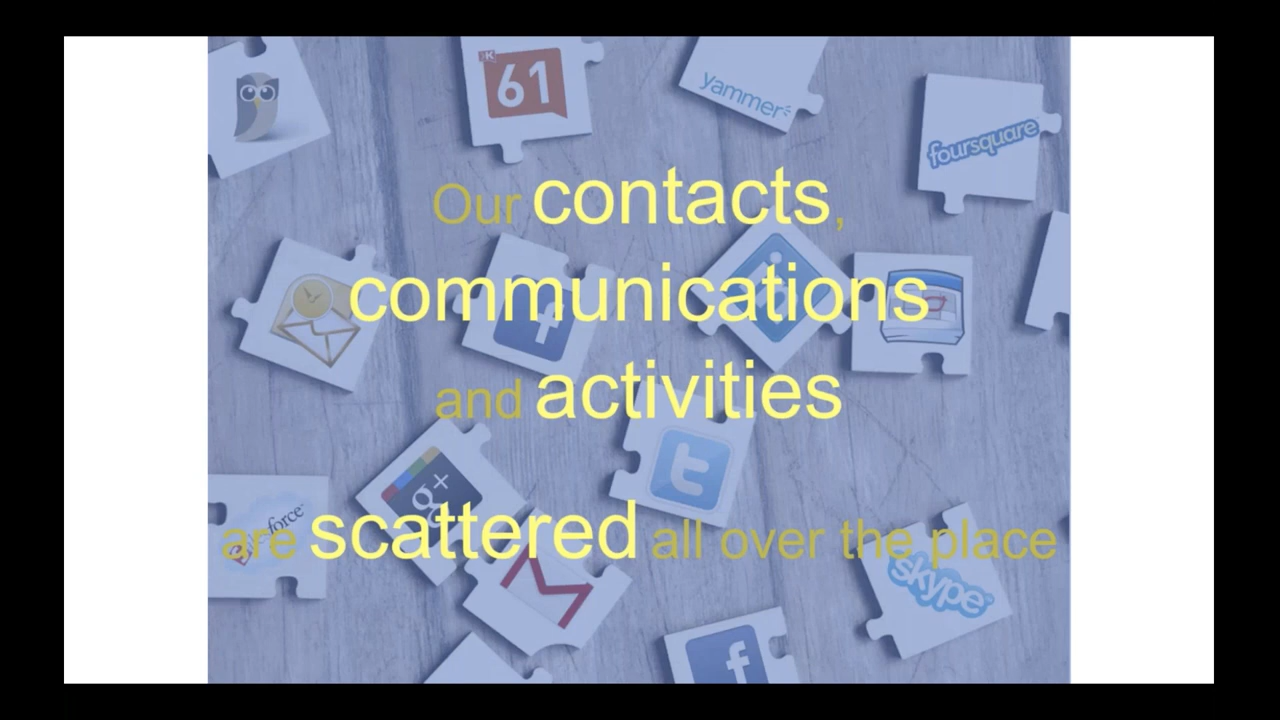 K
61
yammer
foursquare
Our contacts,
communications
f
and activities
g+
t
force
are scattered all over the place
skype
f